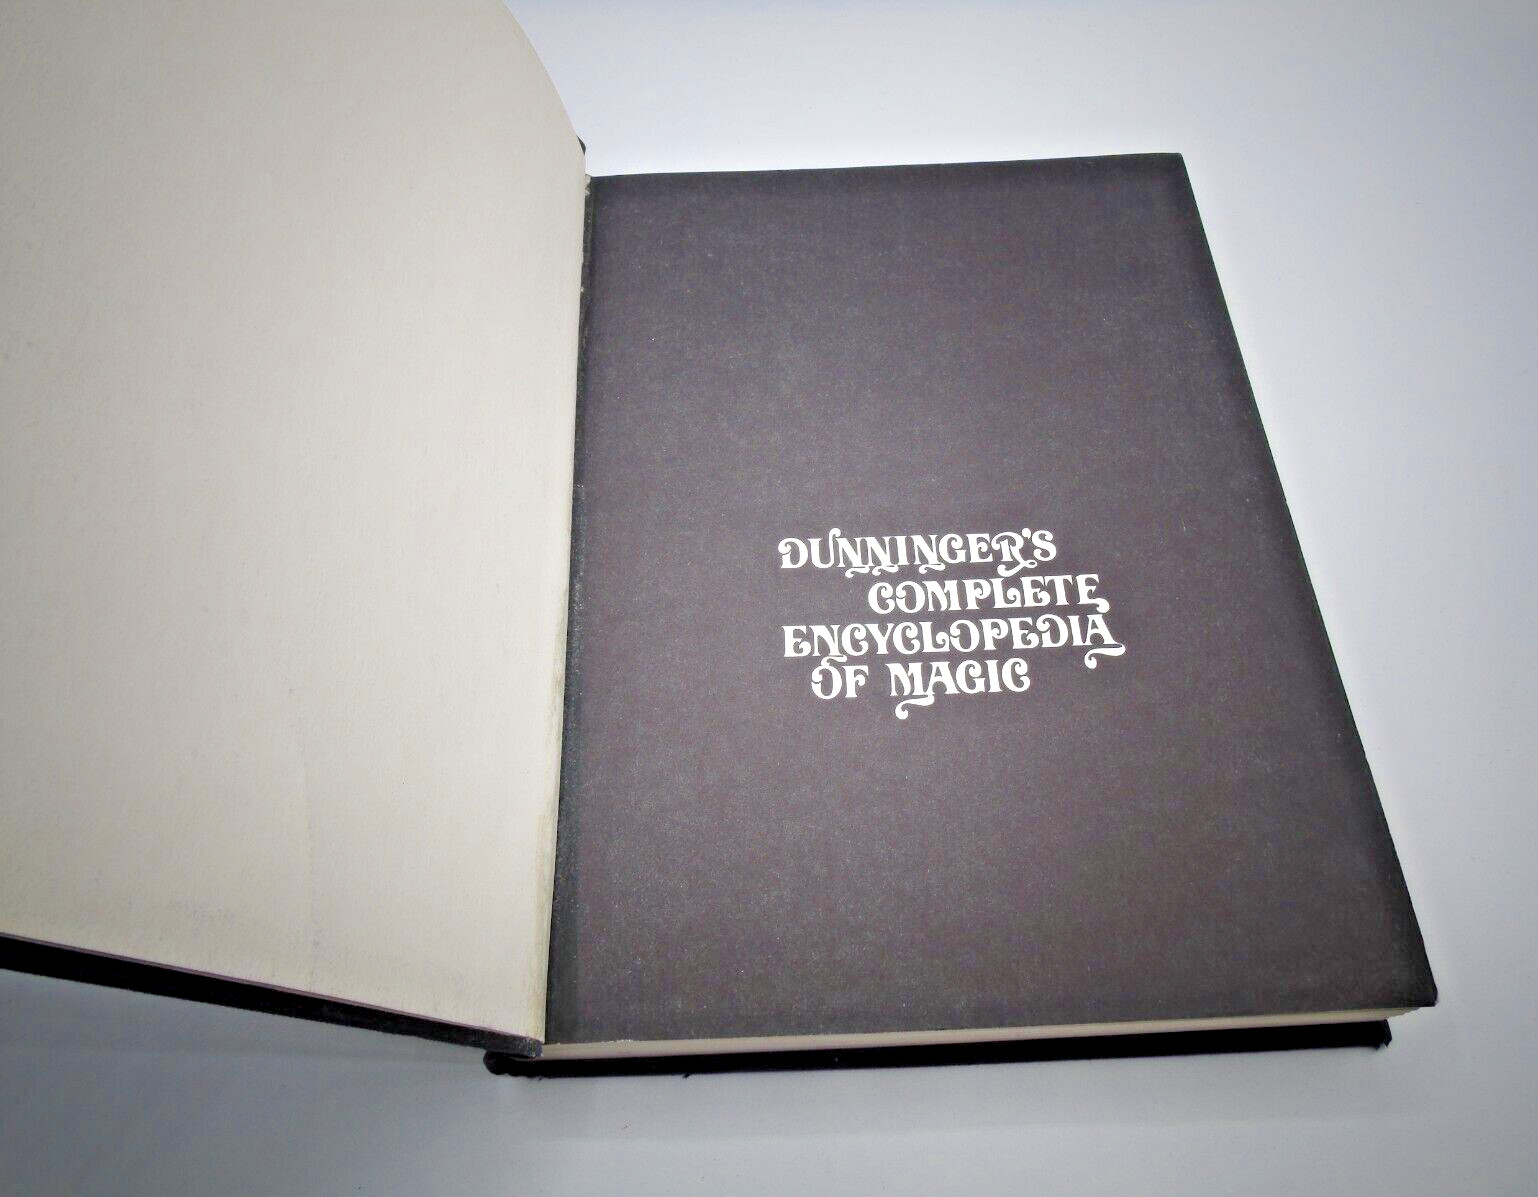 DUNNINGER'S
COMPLETE
ENCYCLOPEDIA
OF MAGIC